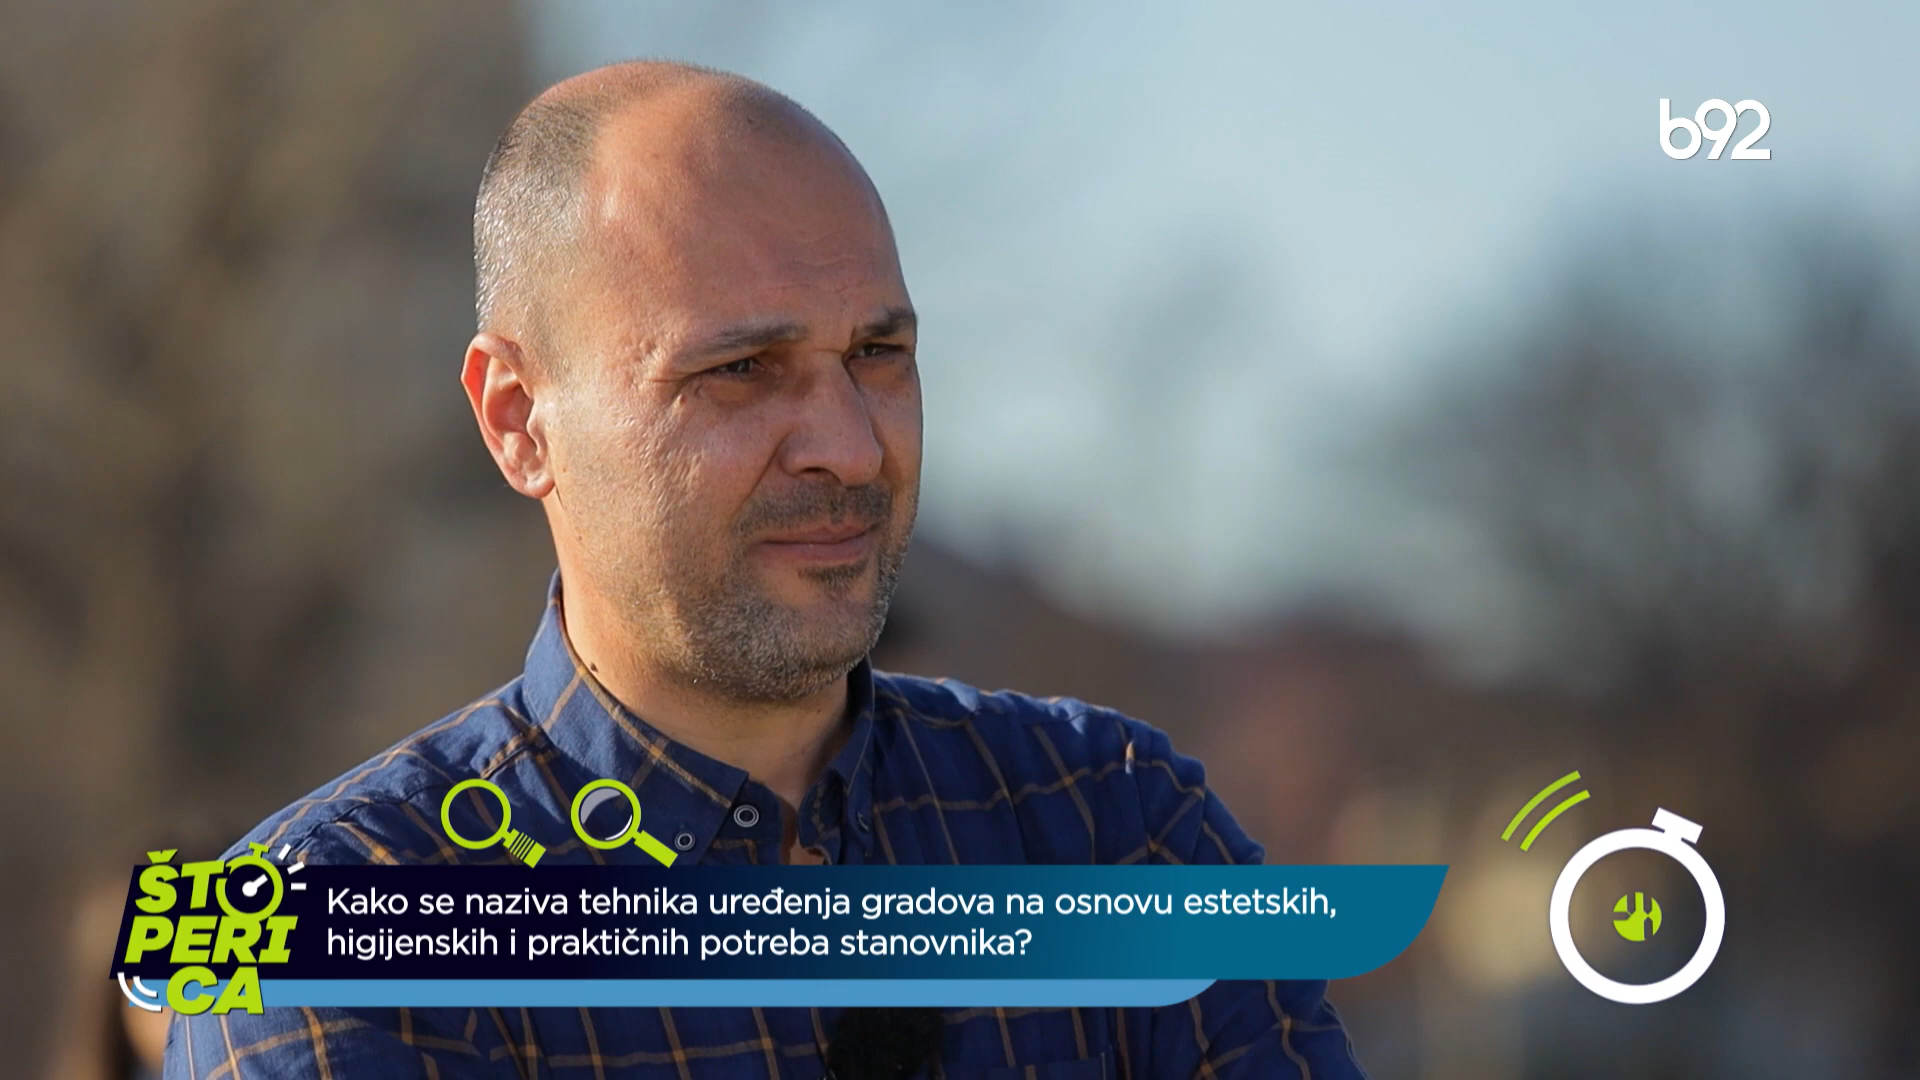 b92
Kako se naziva tehnika uređenja gradova na osnovu estetskih,
higijenskih i praktičnih potreba stanovnika?
ŠTO
PERI
CA